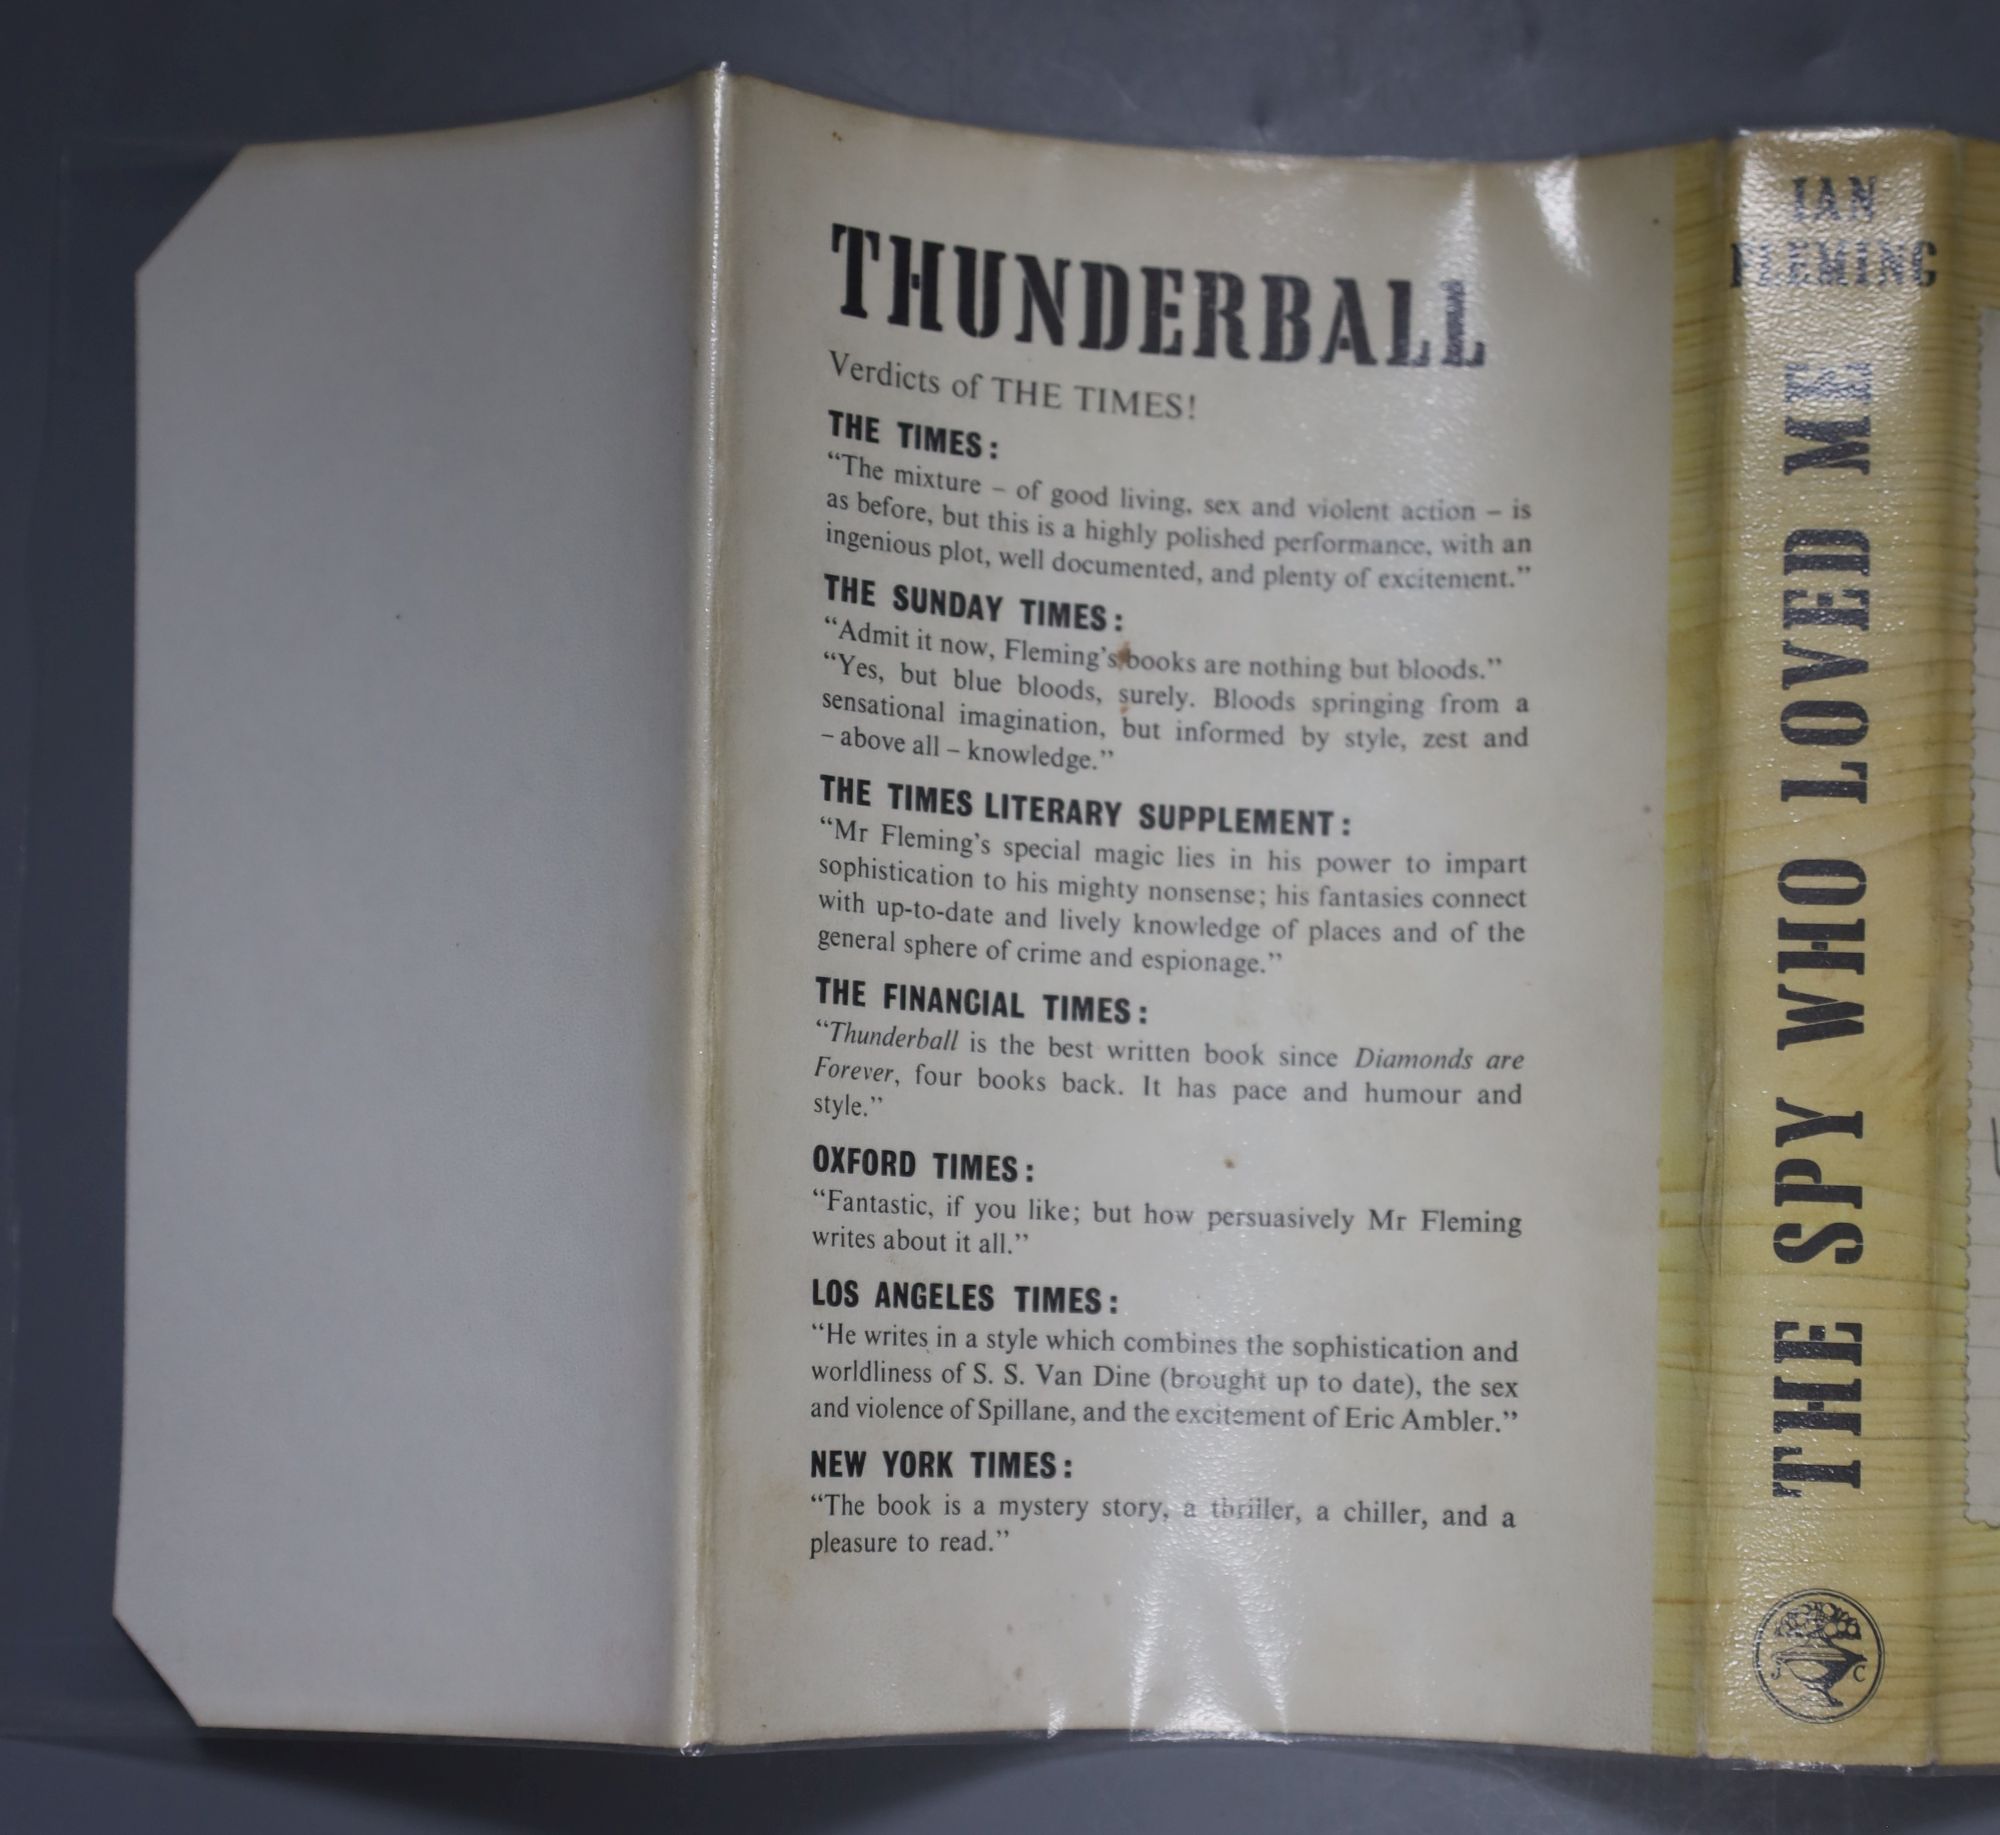 THUNDERBALL
Verdicts of THE TIMES!
THE TIMES:
“The mixture – of good living, sex and violent action – is
as before, but this is a highly polished performance, with an
ingenious plot, well documented, and plenty of excitement.”
THE SUNDAY TIMES:
“Admit it now, Fleming’s books are nothing but bloods.”
“Yes, but blue bloods, surely. Bloods springing from a
sensational imagination, but informed by style, zest and
– above all – knowledge.”
THE TIMES LITERARY SUPPLEMENT:
“Mr Fleming’s special magic lies in his power to impart
sophistication to his mighty nonsense; his fantasies connect
with up-to-date and lively knowledge of places and of the
general sphere of crime and espionage.”
THE FINANCIAL TIMES:
“Thunderball is the best written book since Diamonds are
Forever, four books back. It has pace and humour and
style.”
OXFORD TIMES:
“Fantastic, if you like; but how persuasively Mr Fleming
writes about it all.”
LOS ANGELES TIMES:
“He writes in a style which combines the sophistication and
worldliness of S. S. Van Dine (brought up to date), the sex
and violence of Spillane, and the excitement of Eric Ambler.”
NEW YORK TIMES:
“The book is a mystery story, a thriller, a chiller, and a
pleasure to read.”
IAN
FLEMING
THE SPY WHO LOVED ME
J C